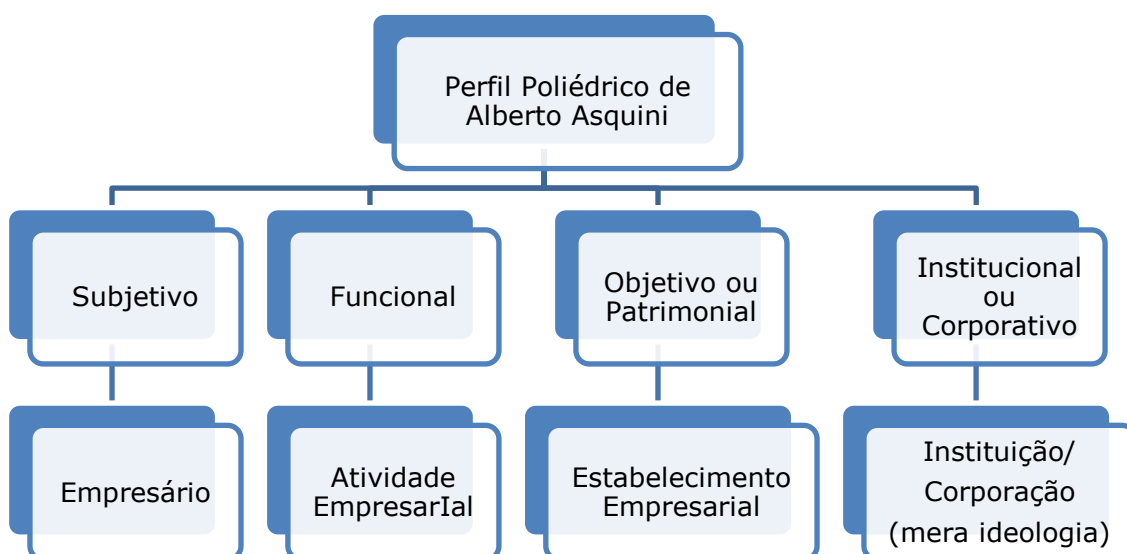 Perfil Poliédrico de
Alberto Asquini
Subjetivo
Funcional
Objetivo ou
Patrimonial
Institucional
ou
Corporativo
Empresário
Atividade
EmpresarIal
Estabelecimento
Empresarial
Instituição/
Corporação
(mera ideologia)